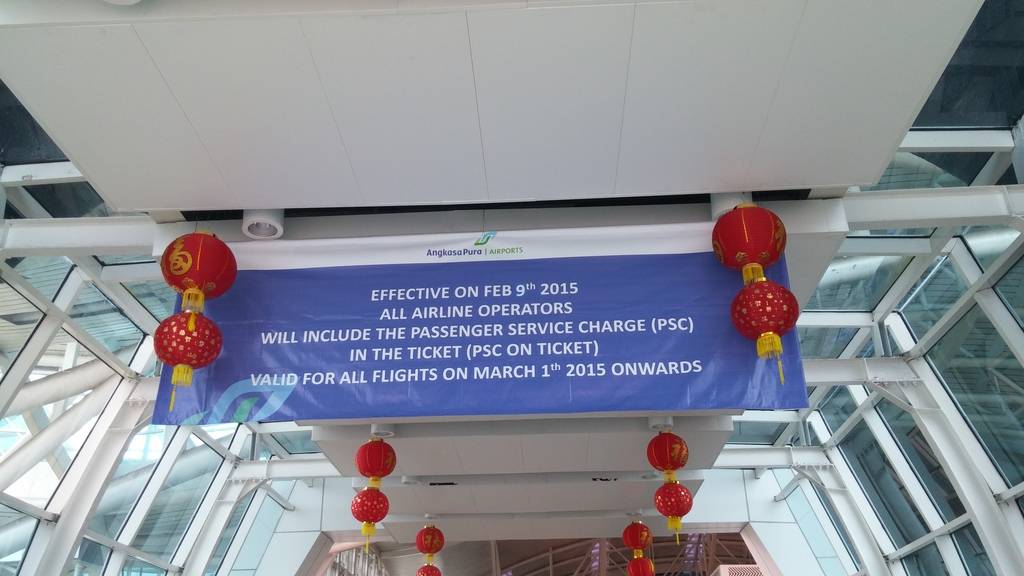 AngkasaPura | AIRPORTS
EFFECTIVE ON FEB 9th 2015
ALL AIRLINE OPERATORS
WILL INCLUDE THE PASSENGER SERVICE CHARGE (PSC)
IN THE TICKET (PSC ON TICKET)
VALID FOR ALL FLIGHTS ON MARCH 1th 2015 ONWARDS